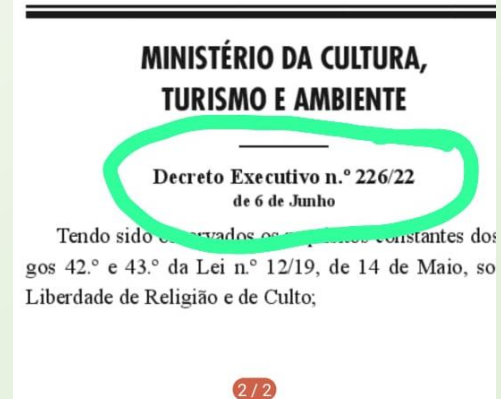 MINISTÉRIO DA CULTURA,
TURISMO E AMBIENTE
Decreto Executivo n.º 226/22
de 6 de Junho
Tendo sido constantes dos
gos 42.º e 43.º da Lei n.º 12/19, de 14 de Maio, so
Liberdade de Religião e de Culto;
2/2